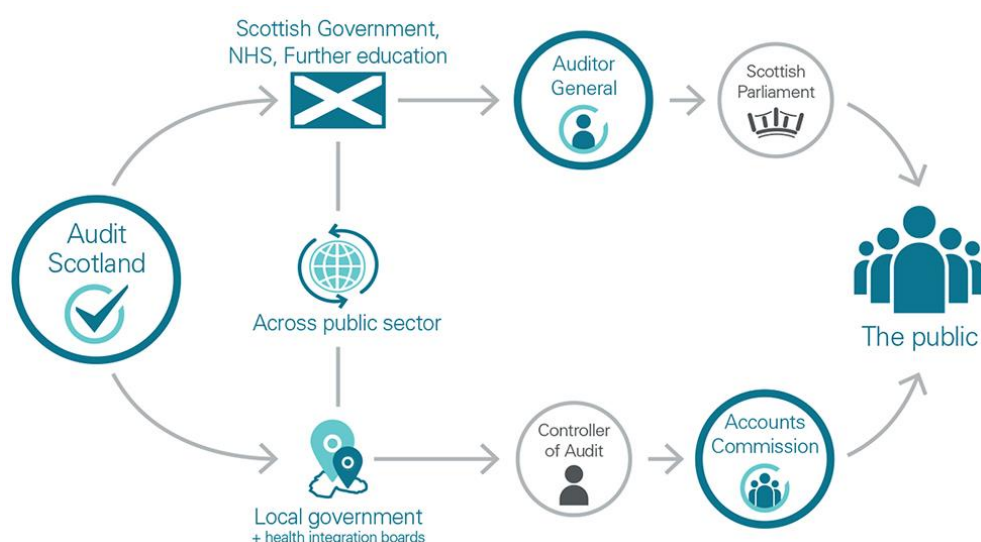 Scottish Government,
NHS, Further education
Auditor
General
Scottish
Parliament
Audit
Scotland
Across public sector
The public
Controller
of Audit
Accounts
Commission
Local government
+ health integration boards